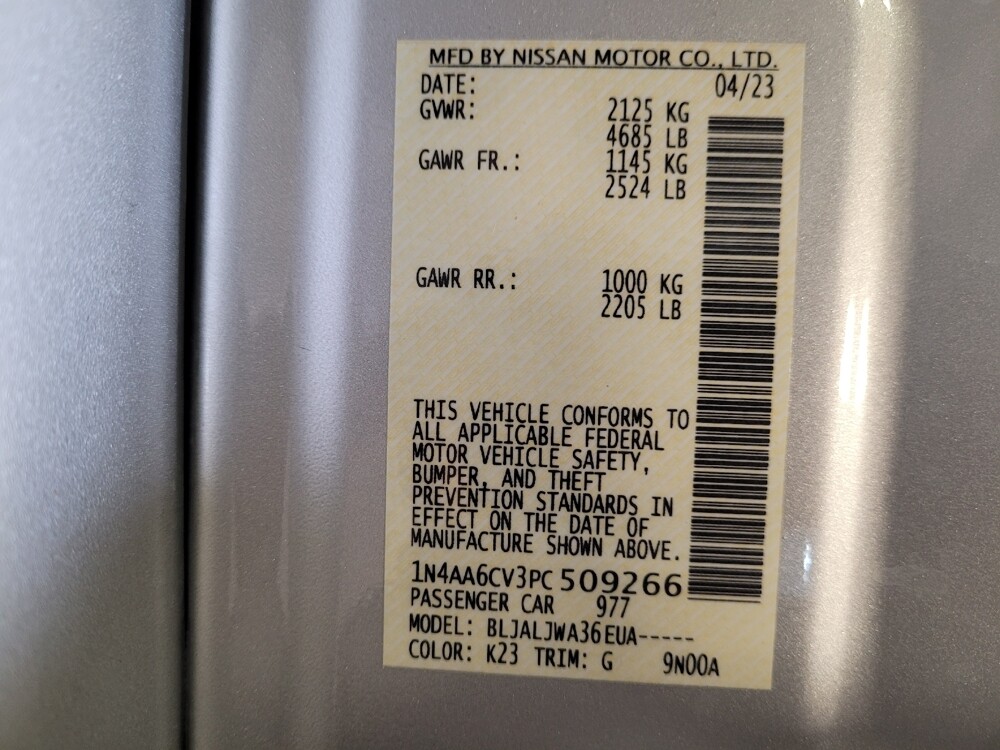 MFD BY NISSAN MOTOR CO., LTD.
DATE: 04/23
GVWR: 2125 KG
4685 LB
GAWR FR.: 1145 KG
2524 LB
GAWR RR.: 1000 KG
2205 LB
THIS VEHICLE CONFORMS TO
ALL APPLICABLE FEDERAL
MOTOR VEHICLE SAFETY,
BUMPER, AND THEFT
PREVENTION STANDARDS IN
EFFECT ON THE DATE OF
MANUFACTURE SHOWN ABOVE.
1N4AA6CV3PC509266
PASSENGER CAR 977
MODEL: BLJALJWA36EUA-----
COLOR: K23 TRIM: G 9N00A